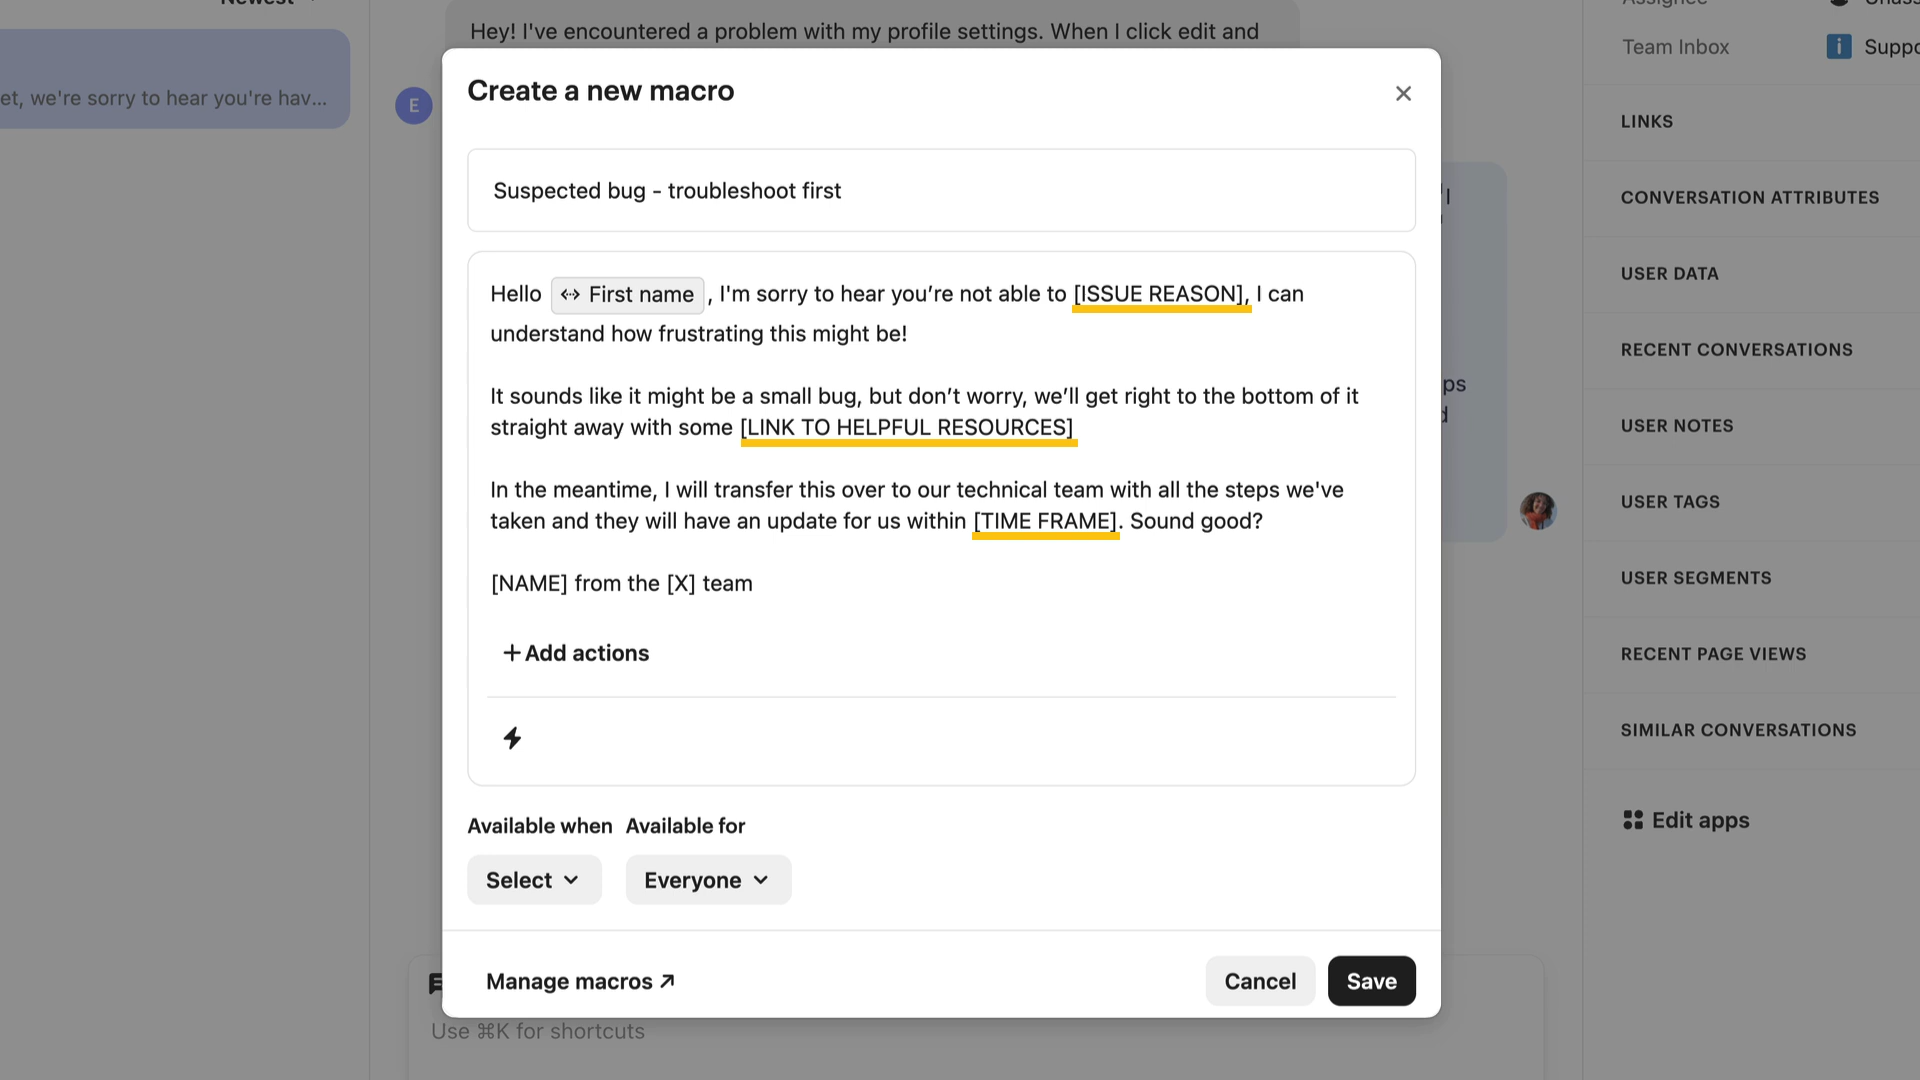 Newest
et, we're sorry to hear you're hav...
Hey! I've encountered a problem with my profile settings. When I click edit and
E
Create a new macro
Suspected bug - troubleshoot first
Hello First name , I'm sorry to hear you’re not able to [ISSUE REASON], I can
understand how frustrating this might be!
It sounds like it might be a small bug, but don’t worry, we’ll get right to the bottom of it
straight away with some [LINK TO HELPFUL RESOURCES]
In the meantime, I will transfer this over to our technical team with all the steps we've
taken and they will have an update for us within [TIME FRAME]. Sound good?
[NAME] from the [X] team
+Add actions
Available when Available for
Select Everyone
Manage macros
Cancel
Save
Use ⌘K for shortcuts
I
ps
Assignee
Team Inbox
LINKS
CONVERSATION ATTRIBUTES
USER DATA
RECENT CONVERSATIONS
USER NOTES
USER TAGS
USER SEGMENTS
RECENT PAGE VIEWS
SIMILAR CONVERSATIONS
Edit apps